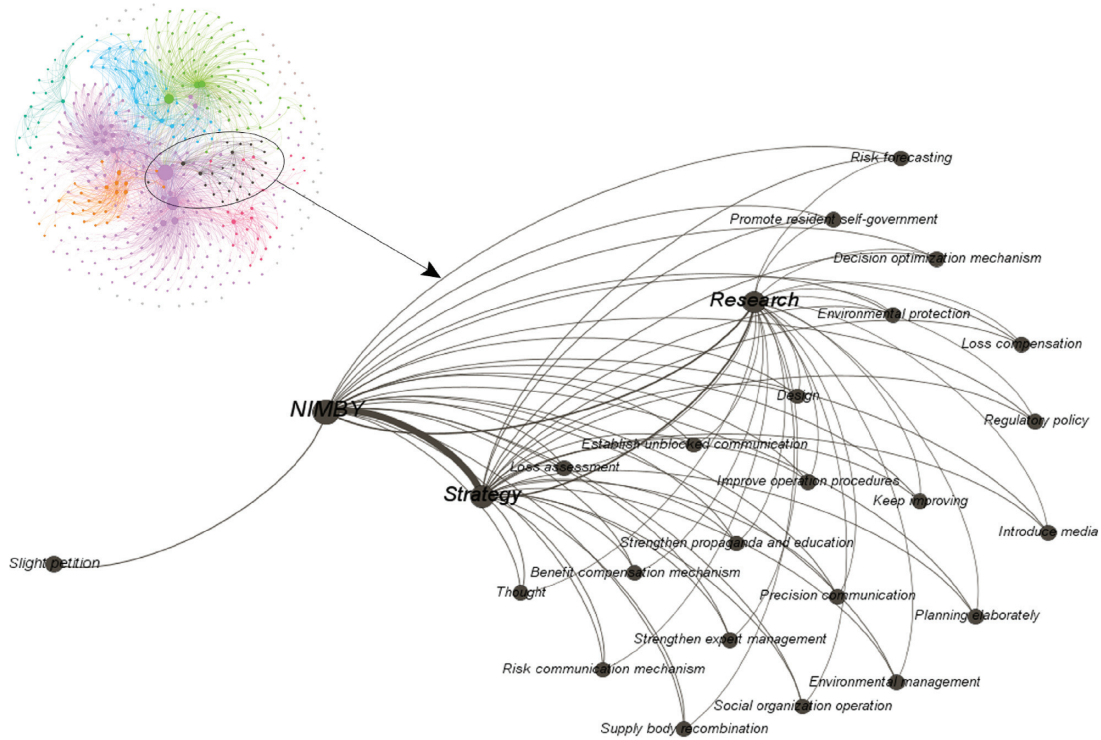 Risk forecasting
Promote resident self-government
Decision optimization mechanism
Research
Environmental protection
Loss compensation
Design
NIMBY
Regulatory policy
Establish unblocked communication
Loss assessment
Improve operation procedures
Strategy
Keep improving
Introduce media
Strengthen propaganda and education
Slight petition
Benefit compensation mechanism
Thought
Precision communication
Planning elaborately
Strengthen expert management
Risk communication mechanism
Environmental management
Social organization operation
Supply body recombination